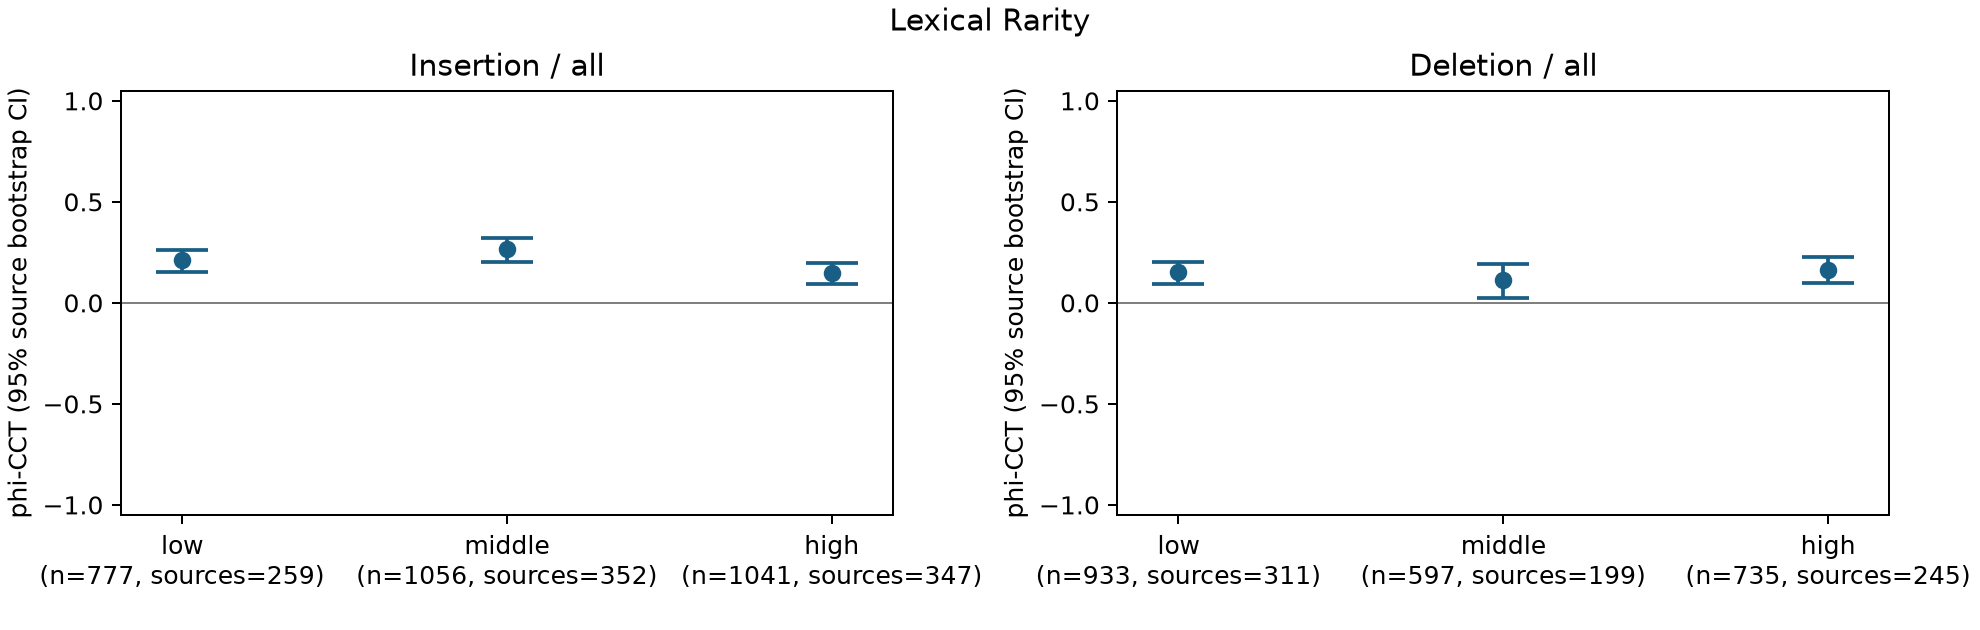 Lexical Rarity
Insertion / all
phi-CCT (95% source bootstrap CI)
1.0
0.5
0.0
−0.5
−1.0
low
(n=777, sources=259)
middle
(n=1056, sources=352)
high
(n=1041, sources=347)
Deletion / all
phi-CCT (95% source bootstrap CI)
1.0
0.5
0.0
−0.5
−1.0
low
(n=933, sources=311)
middle
(n=597, sources=199)
high
(n=735, sources=245)